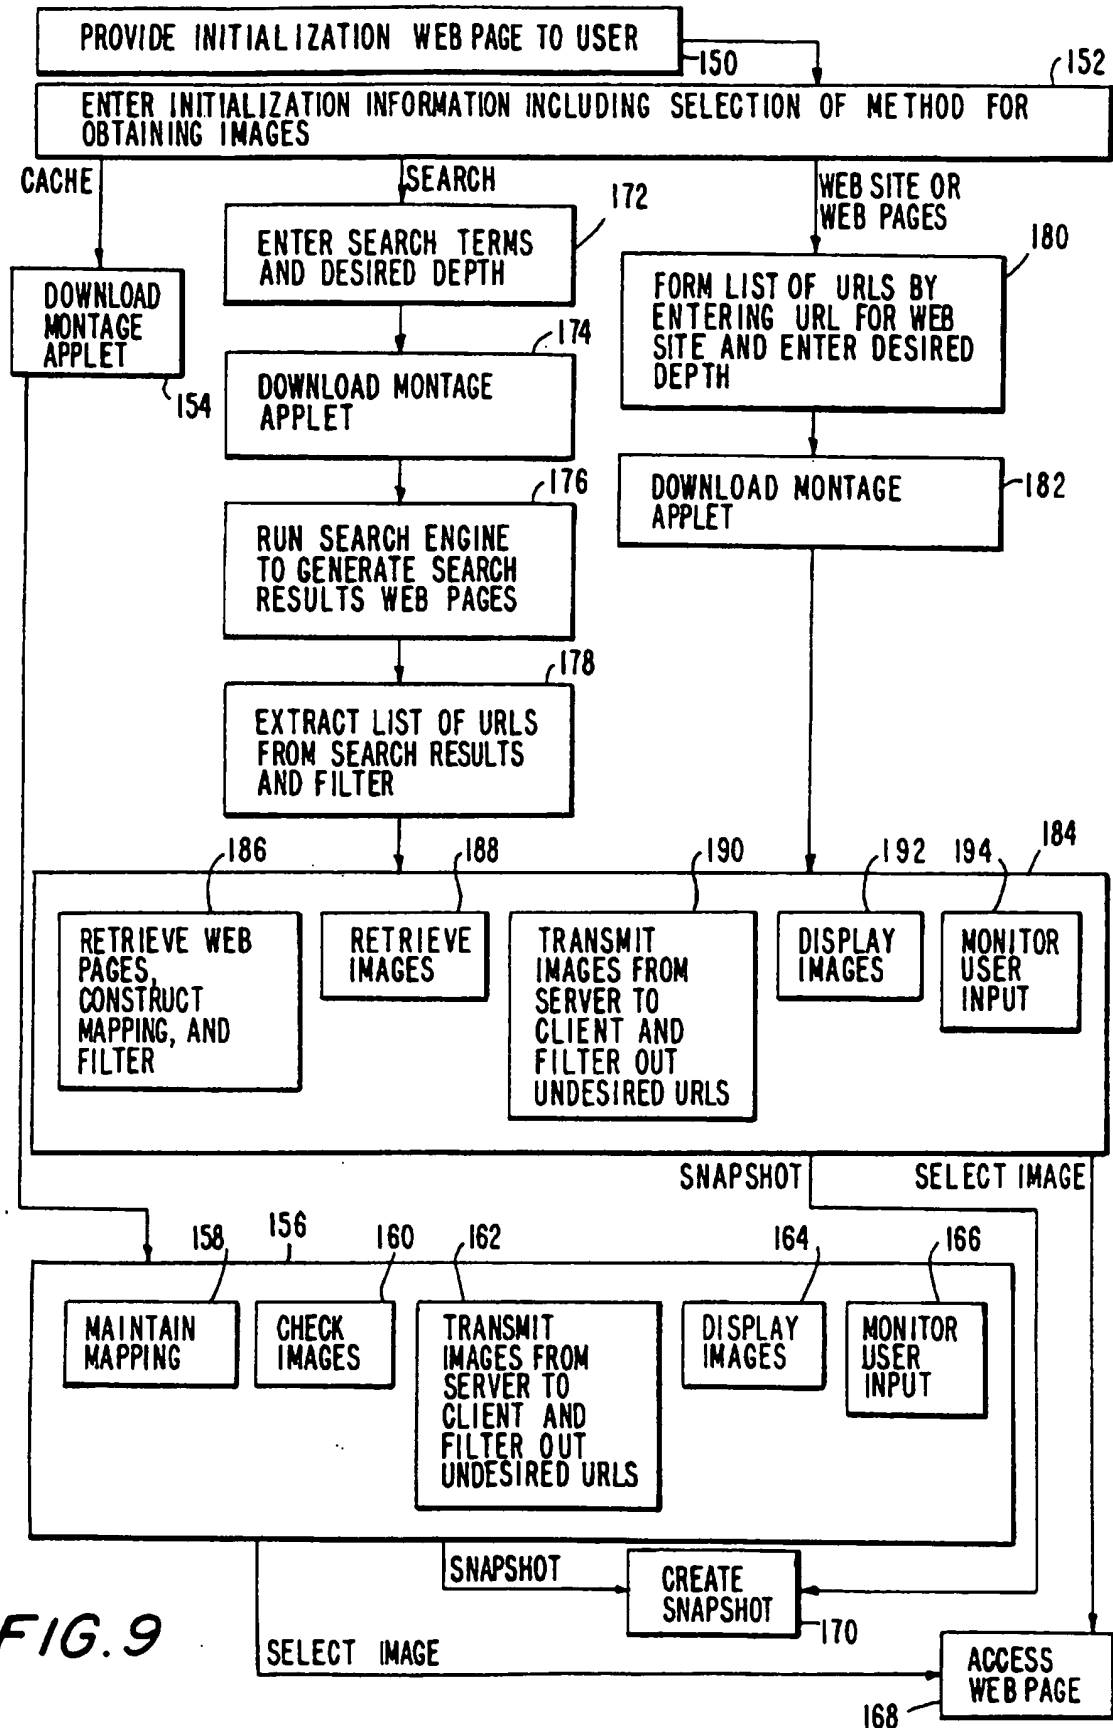 PROVIDE INITIALIZATION WEB PAGE TO USER
150
152
ENTER INITIALIZATION INFORMATION INCLUDING SELECTION OF METHOD FOR
OBTAINING IMAGES
CACHE
SEARCH
WEB SITE OR
WEB PAGES
DOWNLOAD
MONTAGE
APPLET
154
172
ENTER SEARCH TERMS
AND DESIRED DEPTH
174
DOWNLOAD MONTAGE
APPLET
176
RUN SEARCH ENGINE
TO GENERATE SEARCH
RESULTS WEB PAGES
178
EXTRACT LIST OF URLS
FROM SEARCH RESULTS
AND FILTER
180
FORM LIST OF URLS BY
ENTERING URL FOR WEB
SITE AND ENTER DESIRED
DEPTH
DOWNLOAD MONTAGE
APPLET
182
184
186
RETRIEVE WEB
PAGES,
CONSTRUCT
MAPPING, AND
FILTER
188
RETRIEVE
IMAGES
190
TRANSMIT
IMAGES FROM
SERVER TO
CLIENT AND
FILTER OUT
UNDESIRED URLS
192
DISPLAY
IMAGES
194
MONITOR
USER
INPUT
SNAPSHOT
SELECT IMAGE
156
158
MAINTAIN
MAPPING
160
CHECK
IMAGES
162
TRANSMIT
IMAGES FROM
SERVER TO
CLIENT AND
FILTER OUT
UNDESIRED URLS
164
DISPLAY
IMAGES
166
MONITOR
USER
INPUT
SNAPSHOT
CREATE
SNAPSHOT
170
SELECT IMAGE
ACCESS
WEB PAGE
168
FIG. 9